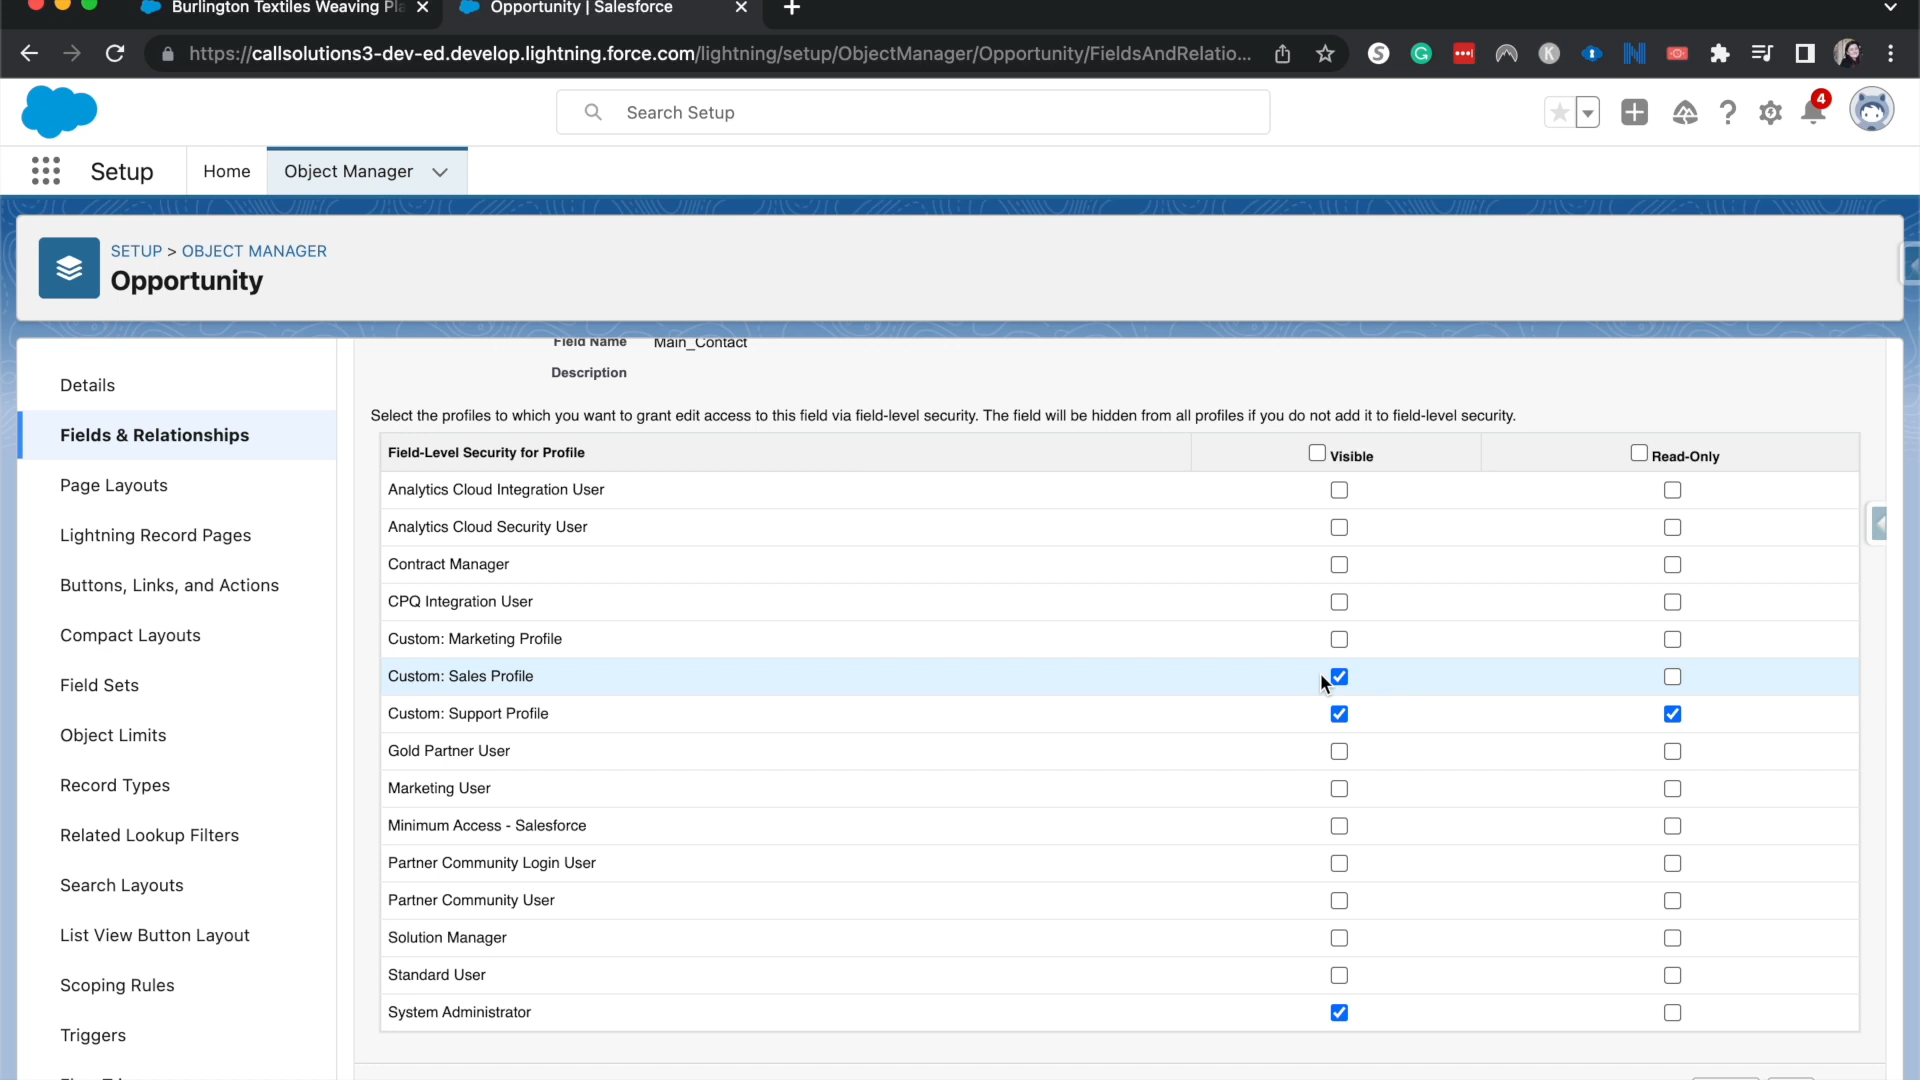 Burlington Textiles Weaving Pla
Opportunity | Salesforce
https://callsolutions3-dev-ed.develop.lightning.force.com/lightning/setup/ObjectManager/Opportunity/FieldsAndRelatio...
Search Setup
4
Setup
Home
Object Manager
SETUP > OBJECT MANAGER
Opportunity
Details
Fields & Relationships
Page Layouts
Lightning Record Pages
Buttons, Links, and Actions
Compact Layouts
Field Sets
Object Limits
Record Types
Related Lookup Filters
Search Layouts
List View Button Layout
Scoping Rules
Triggers
Field Name Main_Contact
Description
Select the profiles to which you want to grant edit access to this field via field-level security. The field will be hidden from all profiles if you do not add it to field-level security.
Field-Level Security for Profile Visible Read-Only
Analytics Cloud Integration User
Analytics Cloud Security User
Contract Manager
CPQ Integration User
Custom: Marketing Profile
Custom: Sales Profile
Custom: Support Profile
Gold Partner User
Marketing User
Minimum Access - Salesforce
Partner Community Login User
Partner Community User
Solution Manager
Standard User
System Administrator